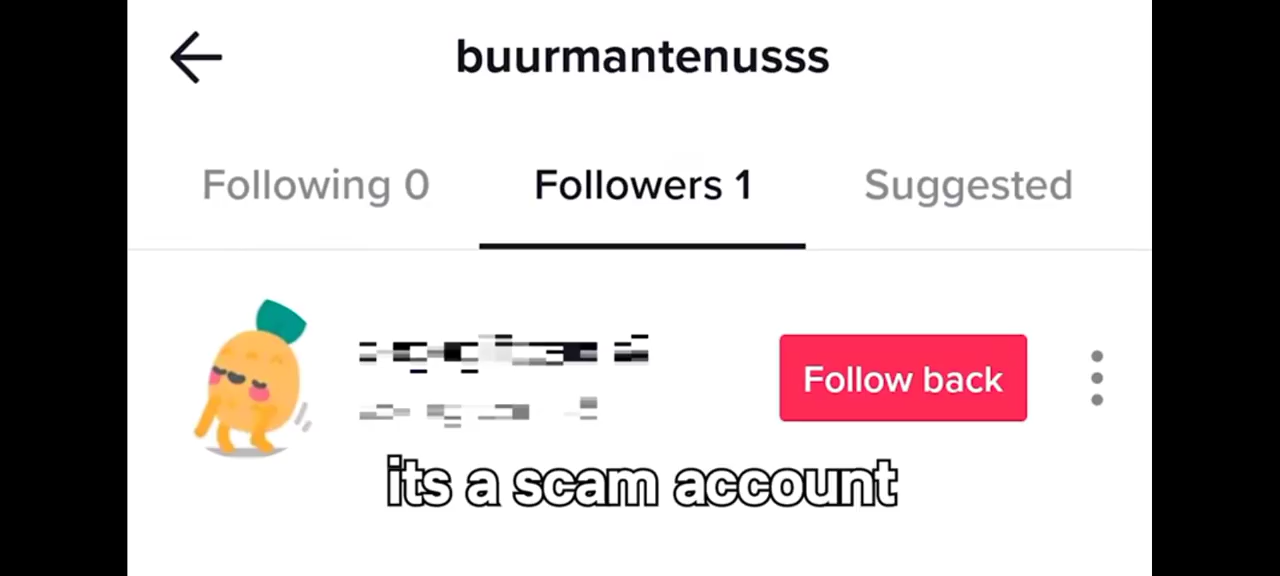 buurmantenusss
Following 0
Followers 1
Suggested
Follow back
its a scam account